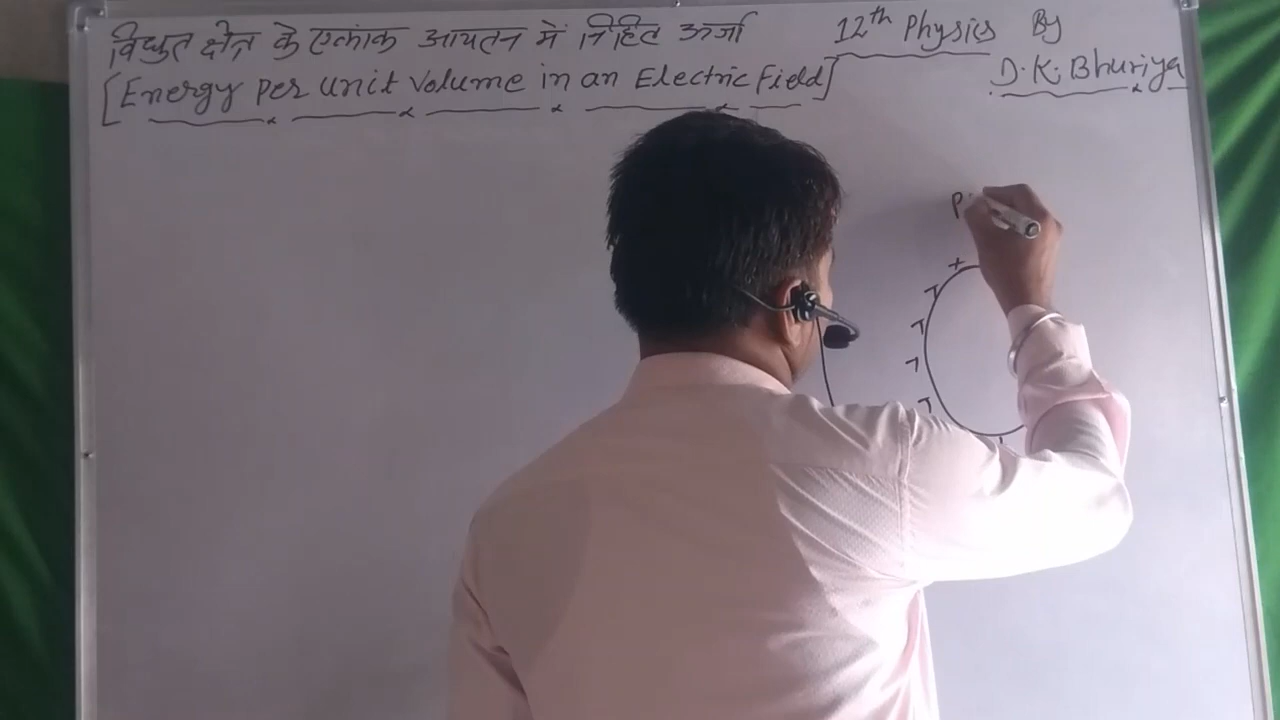 विद्युत क्षेत्र के एकांक आयतन में निहित ऊर्जा
[Energy Per unit Volume in an Electric Field]
12th Physics By
D.K. Bhuriya
P
+
+
+
+
+